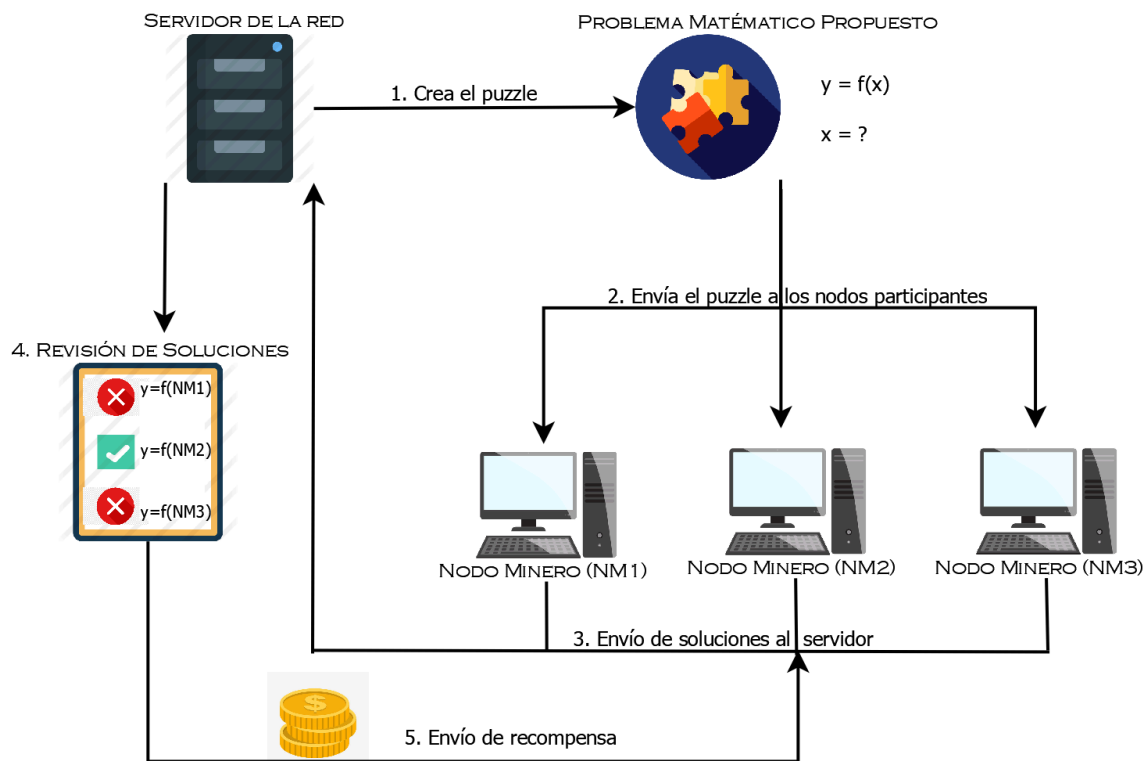 SERVIDOR DE LA RED
PROBLEMA MATÉMATICO PROPUESTO
1. Crea el puzzle
y = f(x)
x = ?
2. Envía el puzzle a los nodos participantes
4. REVISIÓN DE SOLUCIONES
y=f(NM1)
y=f(NM2)
y=f(NM3)
NODO MINERO (NM1)
NODO MINERO (NM2)
NODO MINERO (NM3)
3. Envío de soluciones al servidor
5. Envío de recompensa